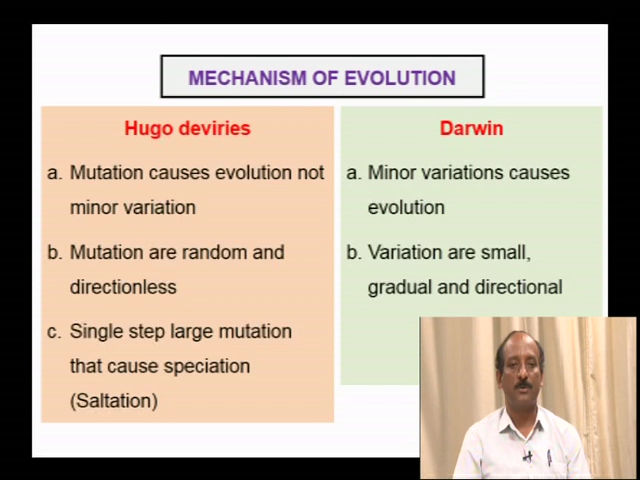 MECHANISM OF EVOLUTION
Hugo deviries
a. Mutation causes evolution not
minor variation
b. Mutation are random and
directionless
c. Single step large mutation
that cause speciation
(Saltation)
Darwin
a. Minor variations causes
evolution
b. Variation are small,
gradual and directional